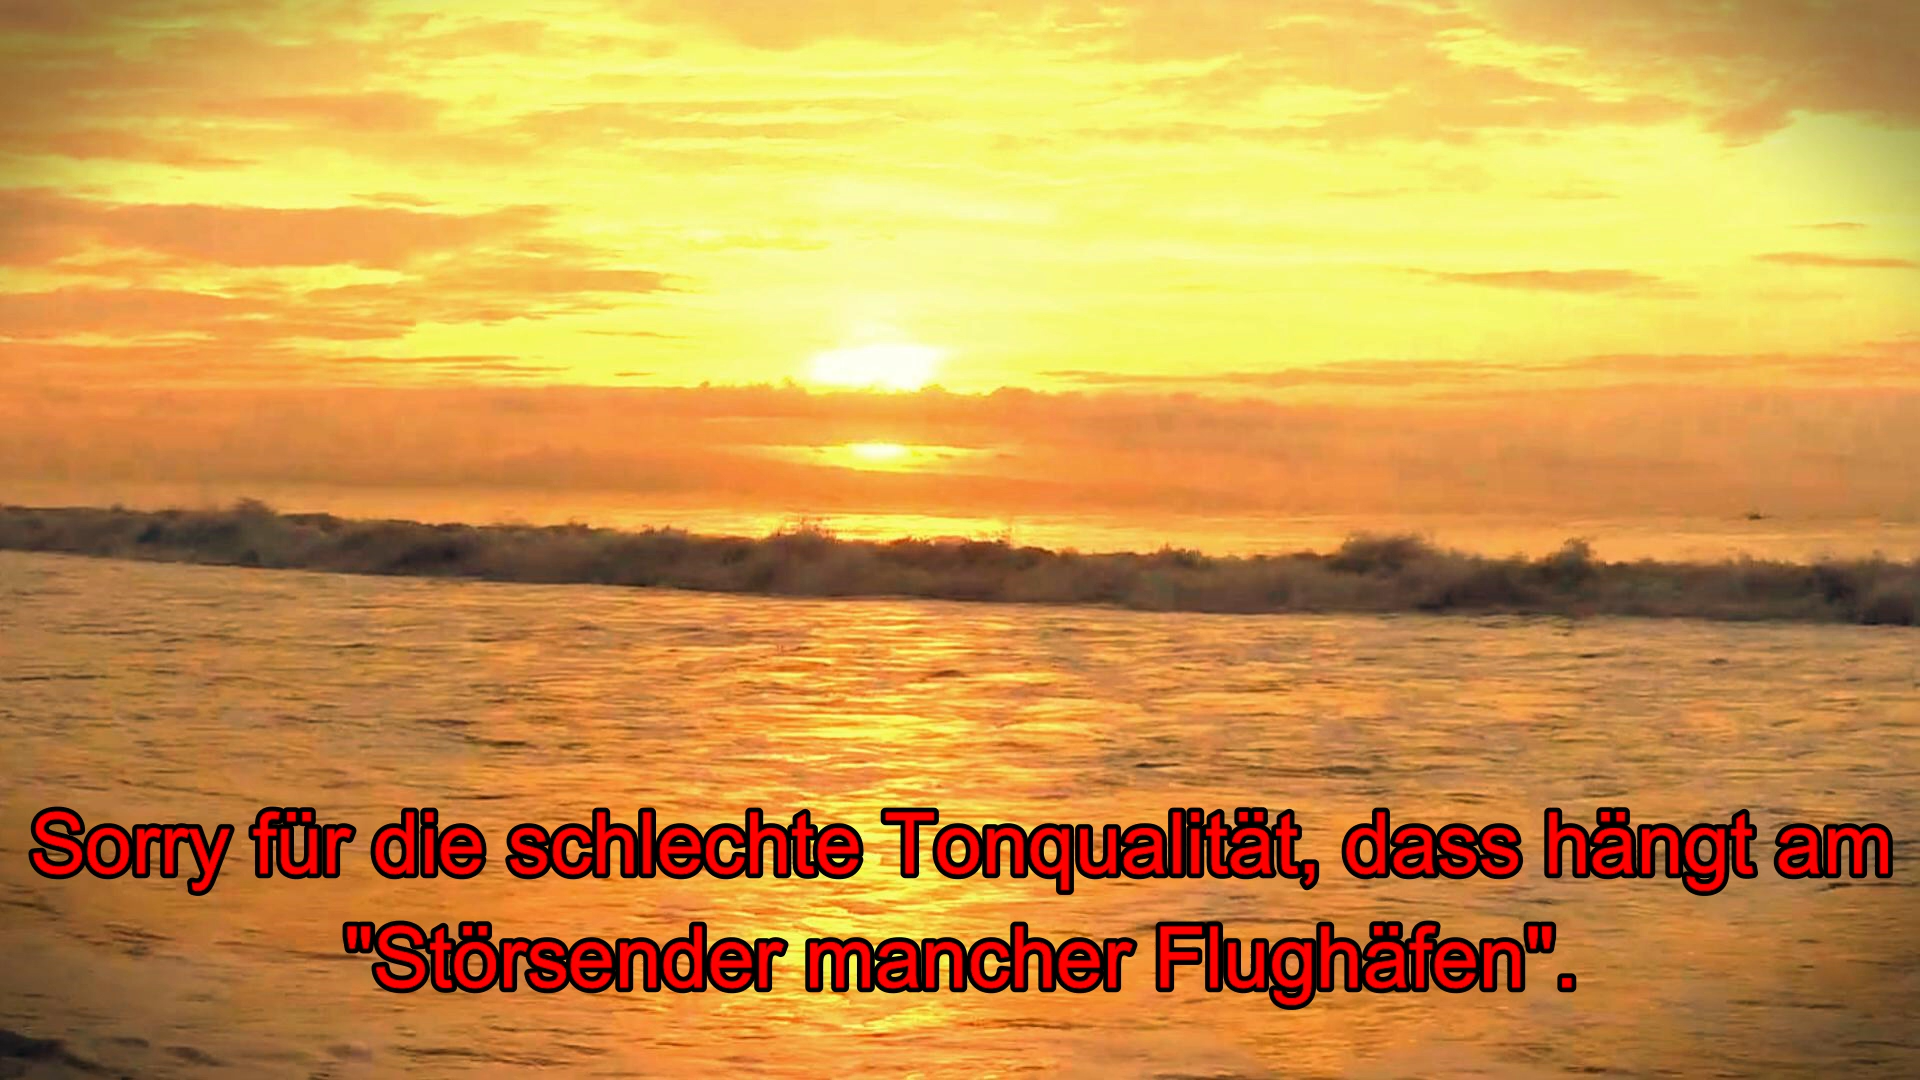 Sorry für die schlechte Tonqualität, dass hängt am
"Störsender mancher Flughäfen".